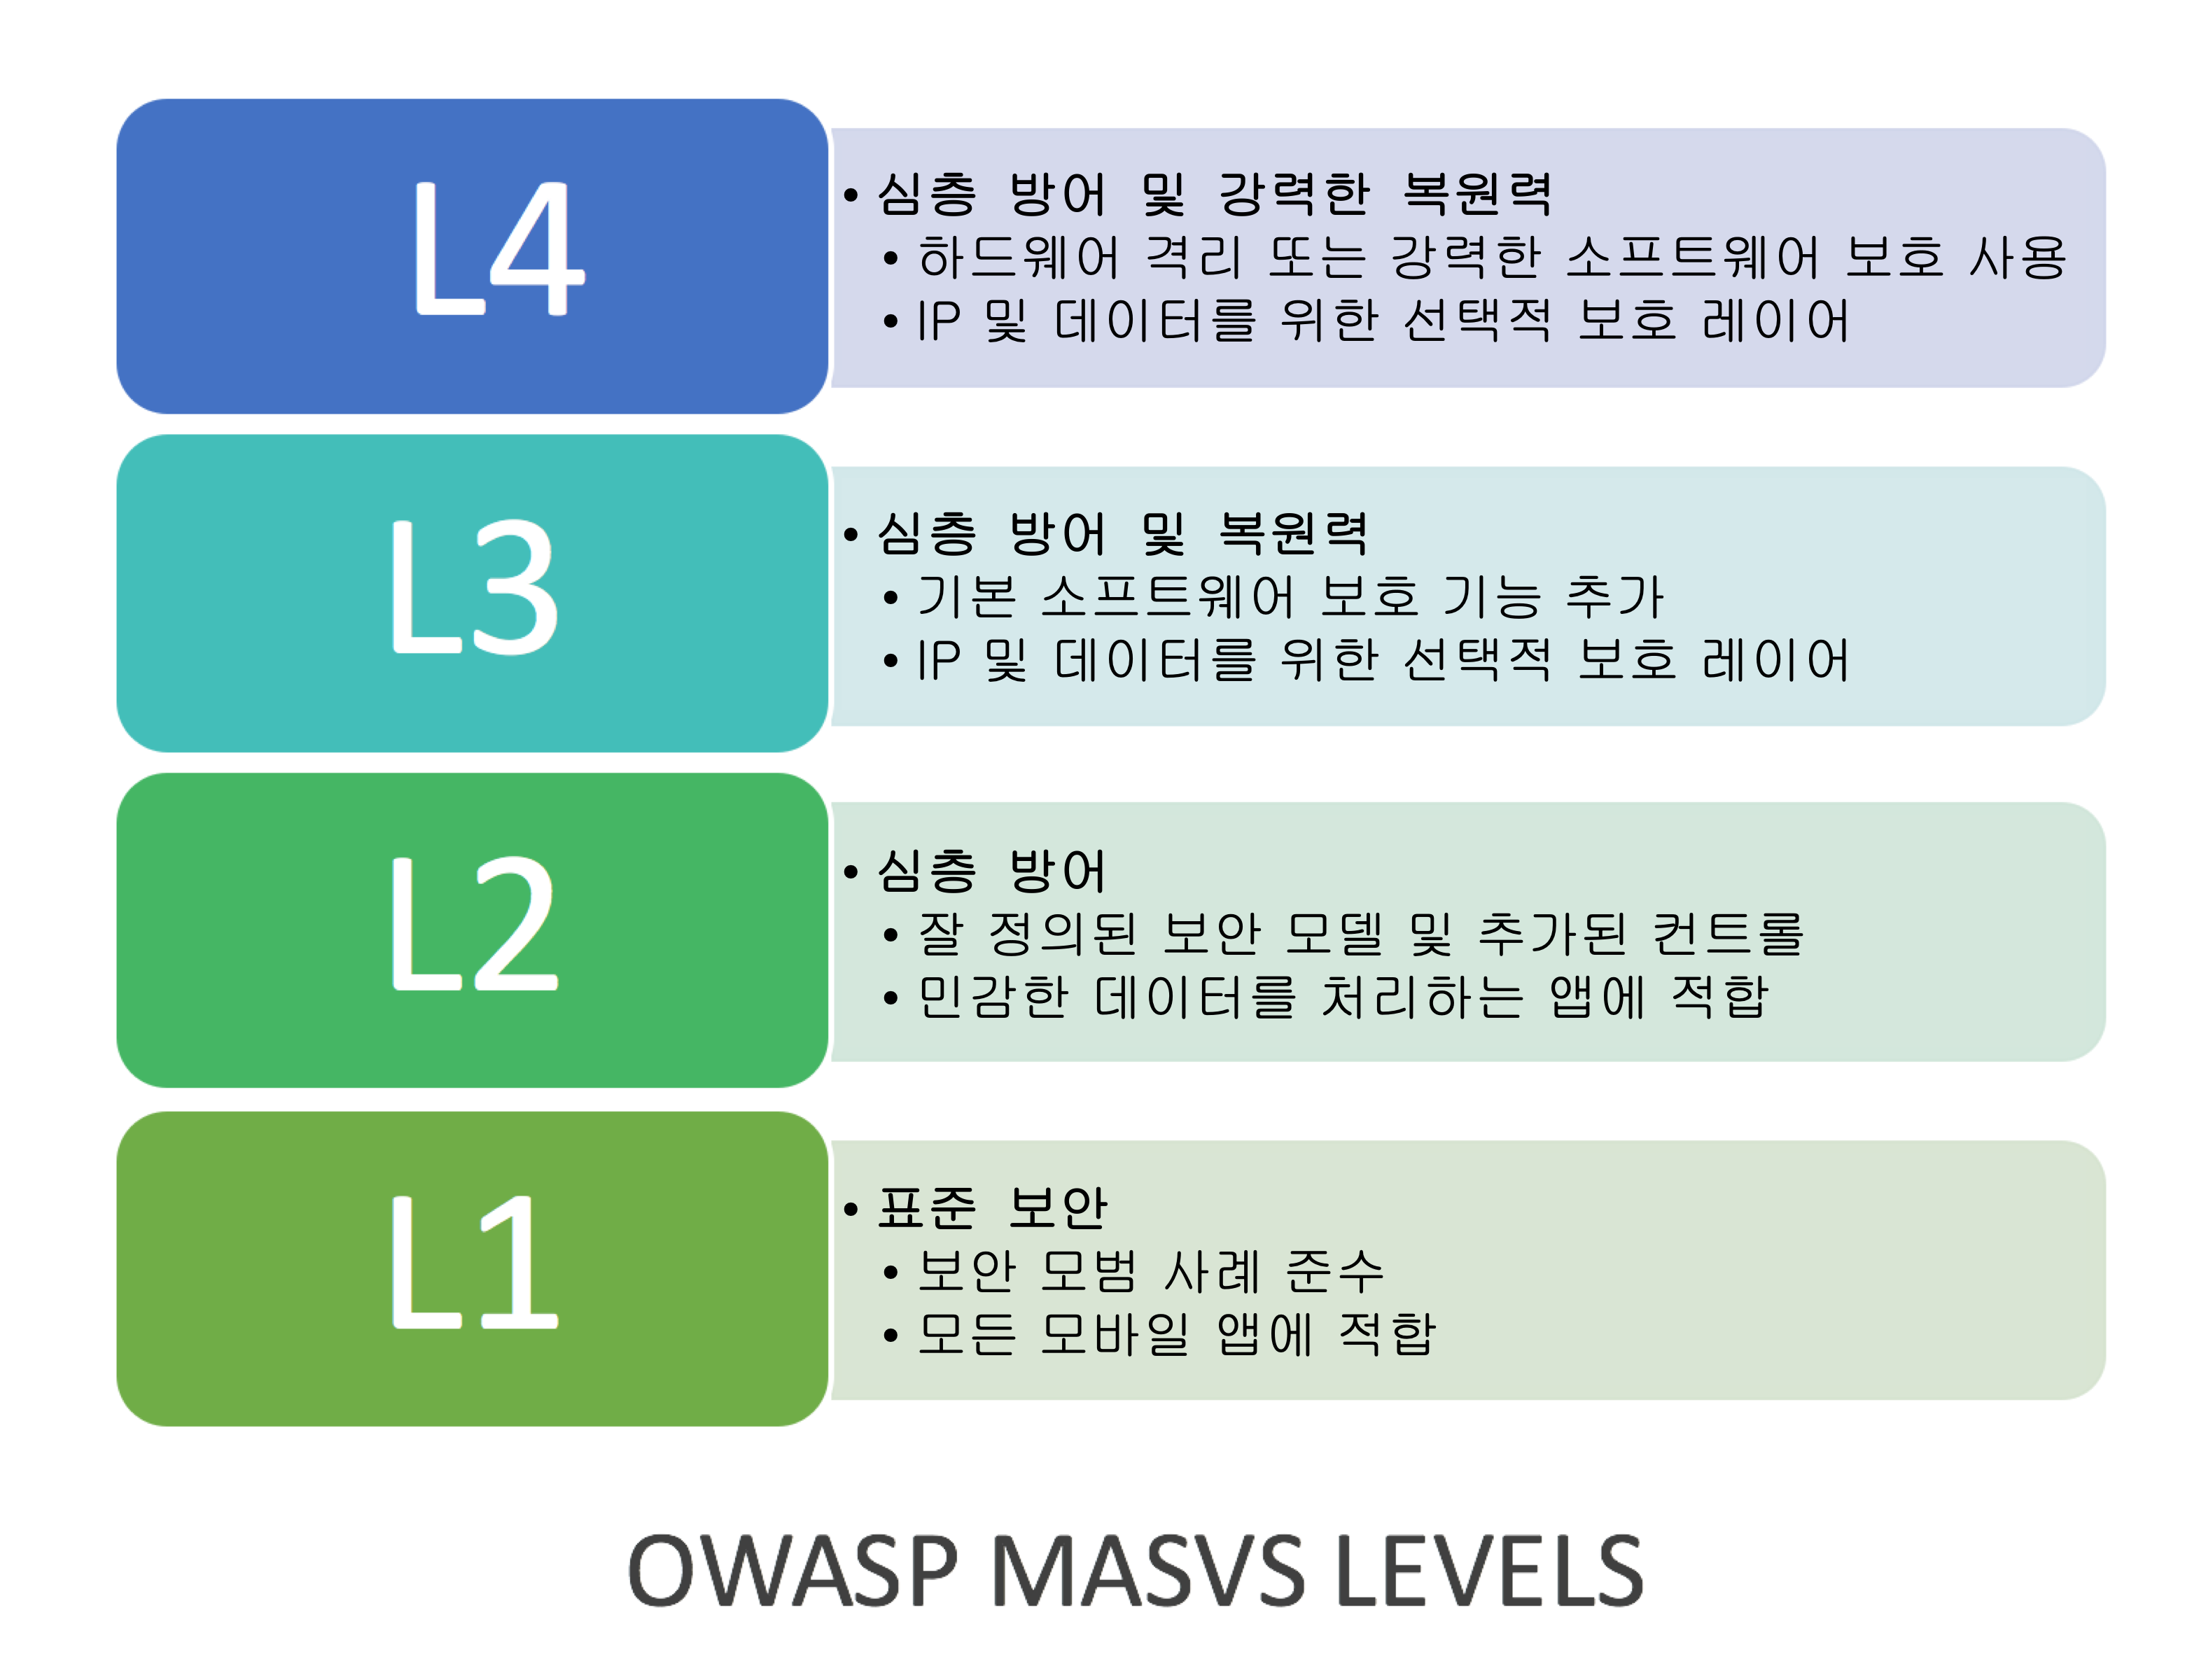 L4
• 심층 방어 및 강력한 복원력
• 하드웨어 격리 또는 강력한 소프트웨어 보호 사용
• IP 및 데이터를 위한 선택적 보호 레이어
L3
• 심층 방어 및 복원력
• 기본 소프트웨어 보호 기능 추가
• IP 및 데이터를 위한 선택적 보호 레이어
L2
• 심층 방어
• 잘 정의된 보안 모델 및 추가된 컨트롤
• 민감한 데이터를 처리하는 앱에 적합
L1
• 표준 보안
• 보안 모범 사례 준수
• 모든 모바일 앱에 적합
OWASP MASVS LEVELS